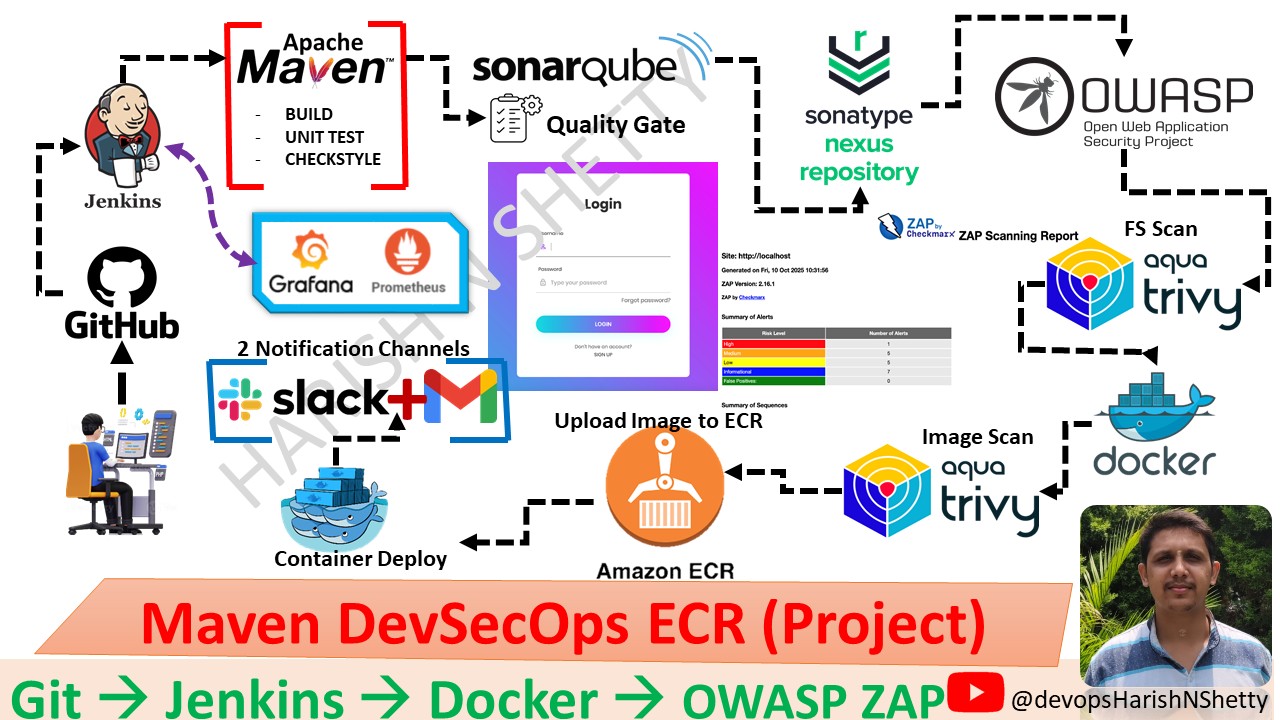 Apache
Maven™
- BUILD
- UNIT TEST
- CHECKSTYLE
sonarqube
Quality Gate
sonatype
nexus
repository
OWASP
Open Web Application
Security Project
Jenkins
Grafana
Prometheus
GitHub
Login
Username
Password
Type your password
Forgot password?
LOGIN
Don't have an account?
SIGN UP
ZAP by Checkmarx
ZAP Scanning Report
Site: http://localhost
Generated on Fri, 10 Oct 2025 10:31:56
ZAP Version: 2.16.1
ZAP by Checkmarx
Summary of Alerts
Risk Level Number of Alerts
High 1
Medium 5
Low 5
Informational 7
False Positives: 0
Summary of Sequences
FS Scan
aqua
trivy
2 Notification Channels
slack+M
HARISH N SHETTY
Upload Image to ECR
Image Scan
aqua
trivy
docker
Container Deploy
Amazon ECR
Maven DevSecOps ECR (Project)
Git → Jenkins → Docker → OWASP ZAP
@devopsHarishNShetty